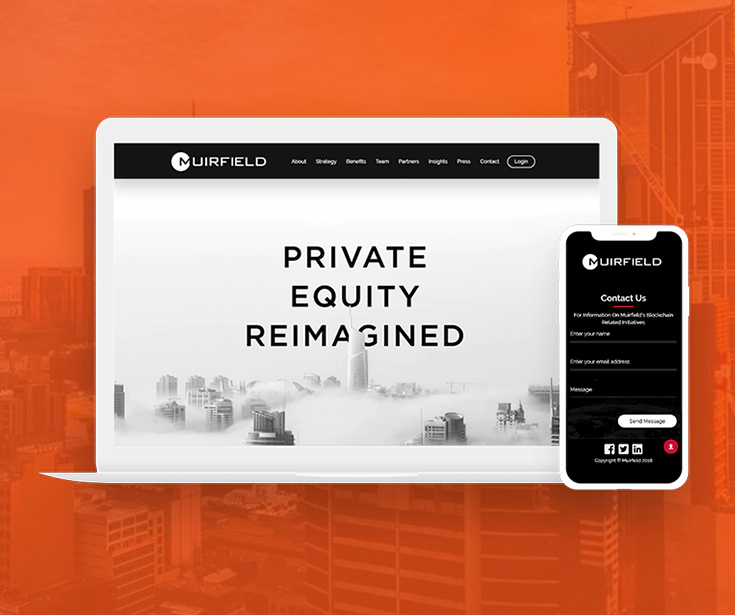 MUIRFIELD
About Strategy Benefits Team Partners Insights Press Contact Login
PRIVATE
EQUITY
REIMAGINED
MUIRFIELD
Contact Us
For Information On Muirfield's Blockchain
Related Initiatives
Enter your name
Enter your email address
Message
Send Message
Copyright © Muirfield 2018